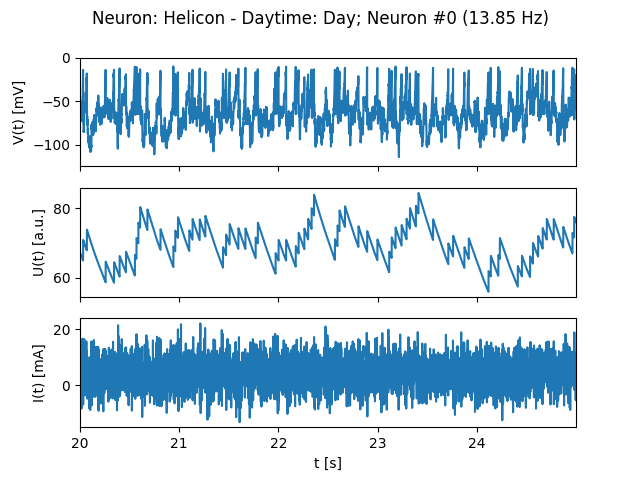 Neuron: Helicon - Daytime: Day; Neuron #0 (13.85 Hz)
0
−50
−100
V(t) [mV]
80
60
U(t) [a.u.]
20
0
I(t) [mA]
20 21 22 23 24
t [s]